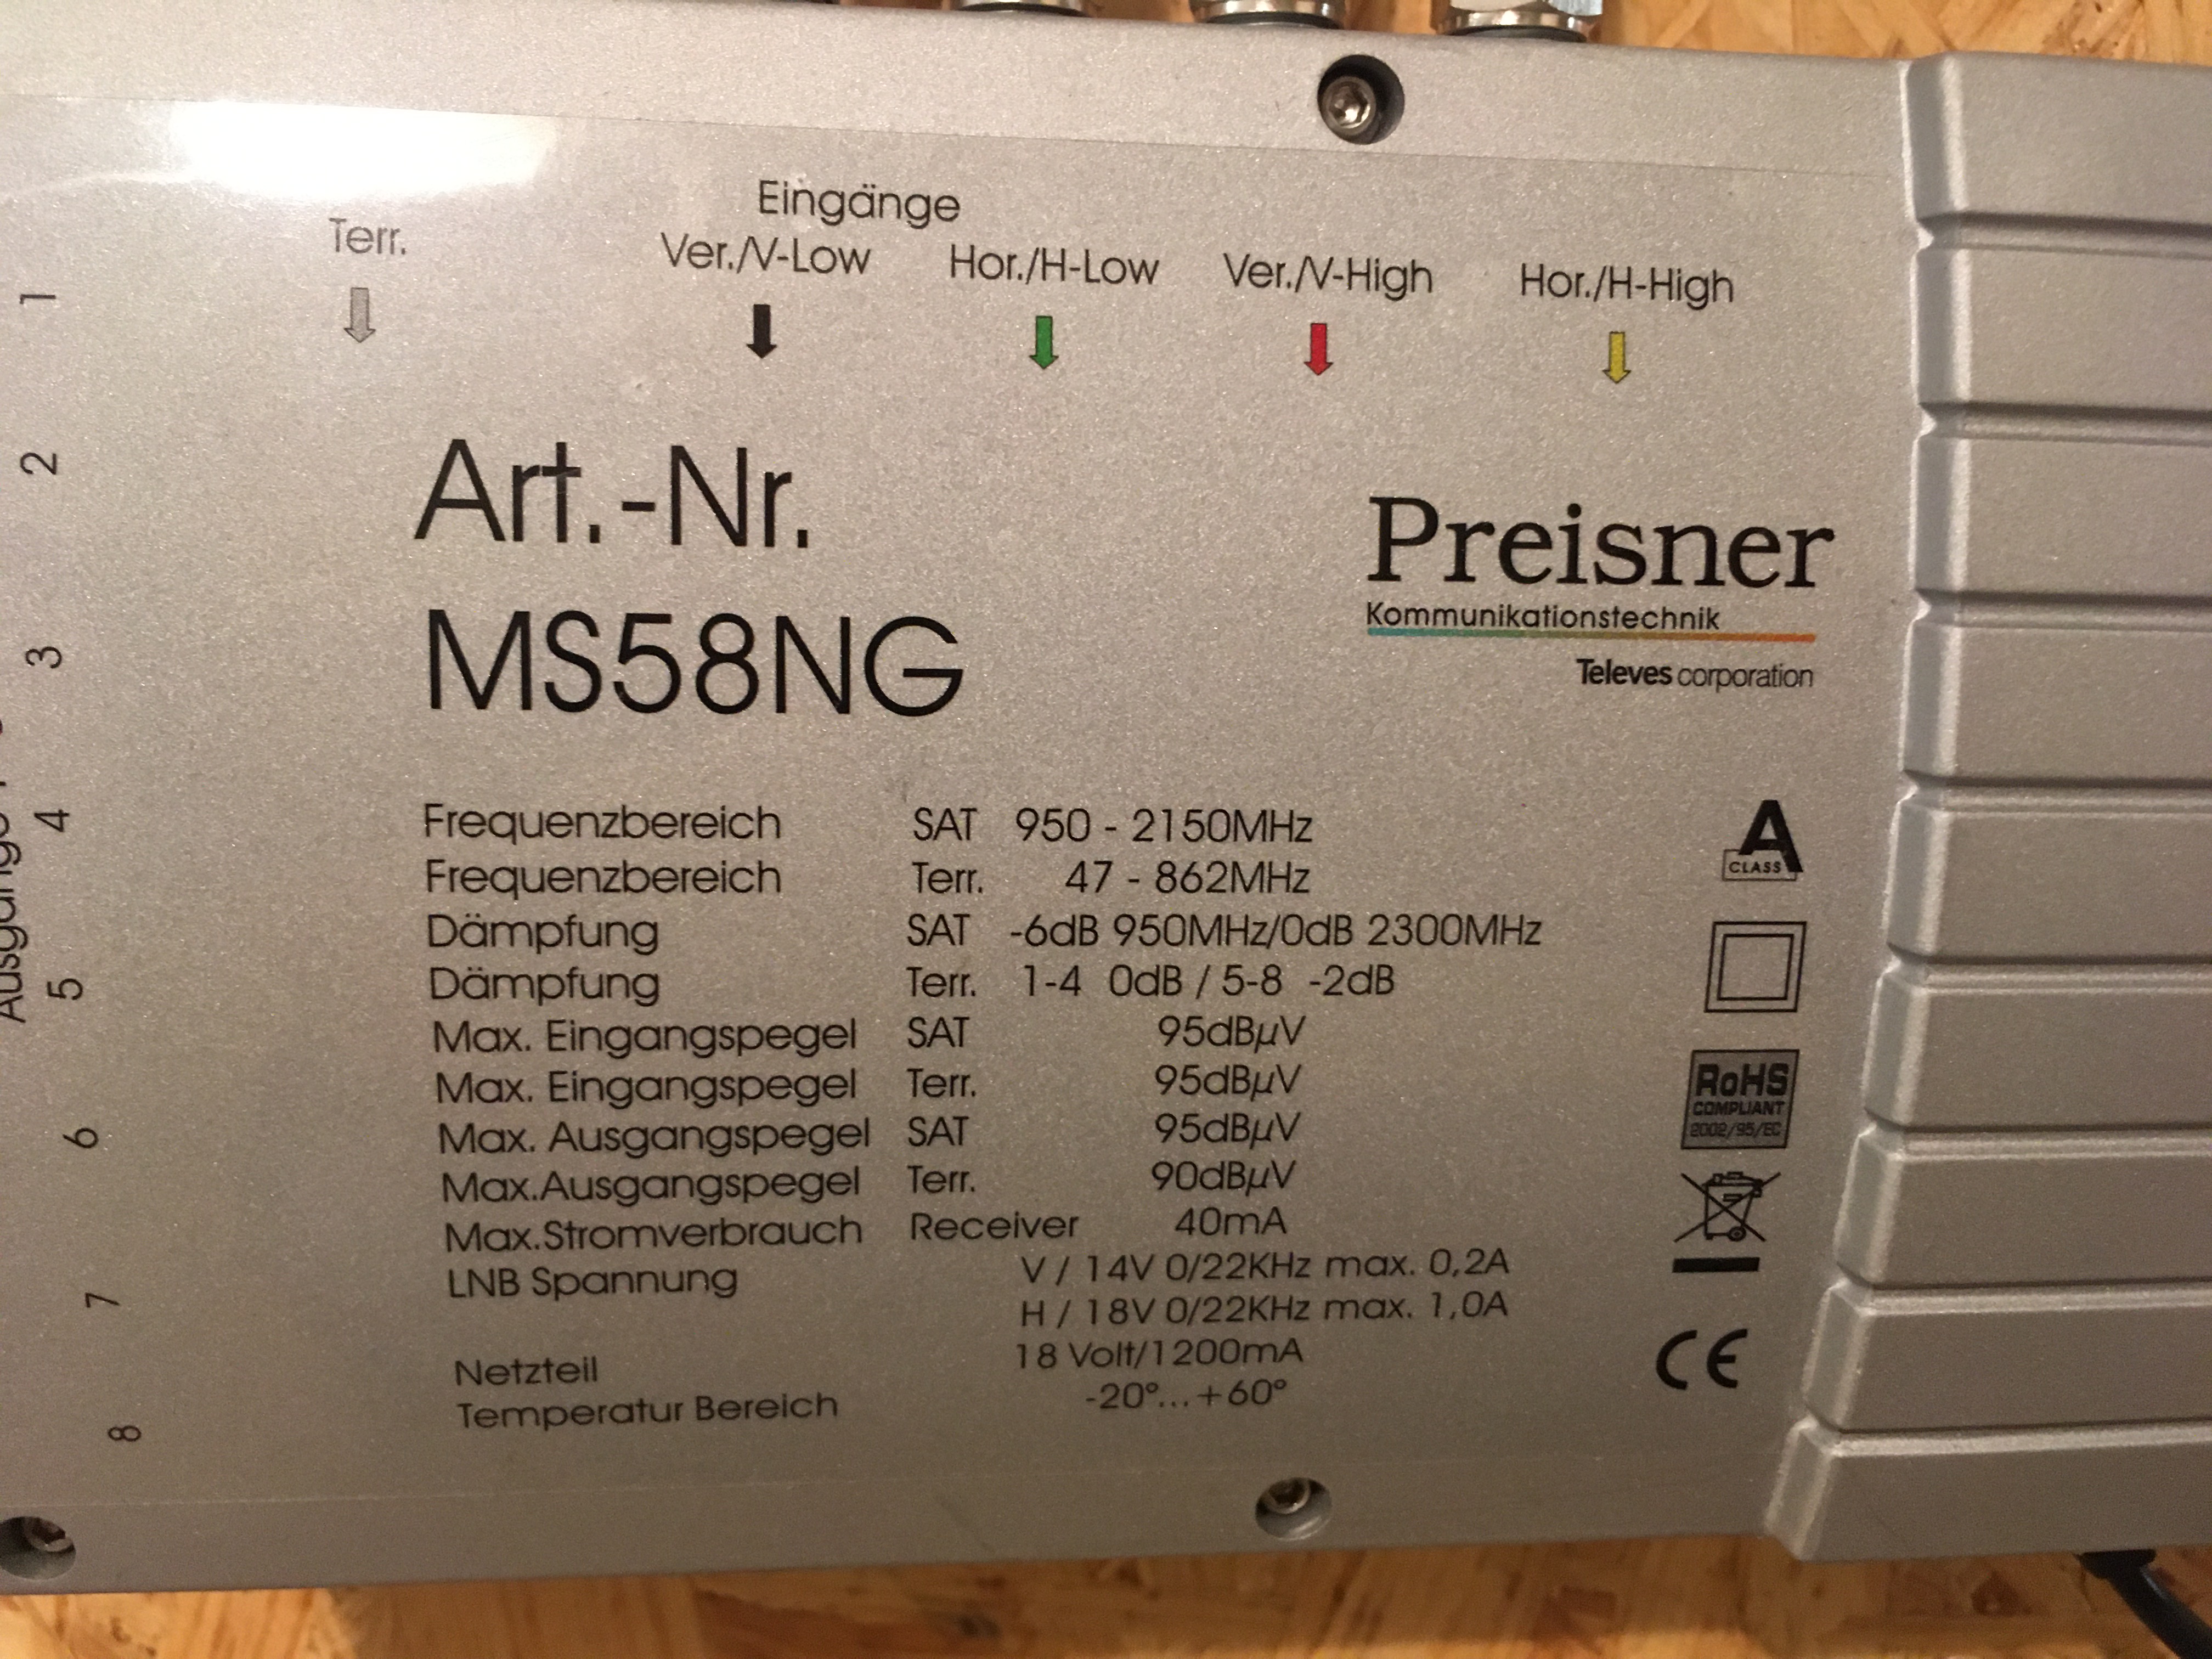 Eingänge
Terr. Ver./V-Low Hor./H-Low Ver./V-High Hor./H-High
1
2
3
4
5
6
7
8
Art.-Nr.
MS58NG
Preisner
Kommunikationstechnik
Televes corporation
Frequenzbereich SAT 950 - 2150MHz
Frequenzbereich Terr. 47 - 862MHz
Dämpfung SAT -6dB 950MHz/0dB 2300MHz
Dämpfung Terr. 1-4 0dB / 5-8 -2dB
Max. Eingangspegel SAT 95dBµV
Max. Eingangspegel Terr. 95dBµV
Max. Ausgangspegel SAT 95dBµV
Max.Ausgangspegel Terr. 90dBµV
Max.Stromverbrauch Receiver 40mA
LNB Spannung V / 14V 0/22KHz max. 0,2A
H / 18V 0/22KHz max. 1,0A
Netzteil 18 Volt/1200mA
Temperatur Bereich -20°...+60°
A
CLASS
RoHS
COMPLIANT
2002/95/EC
CE